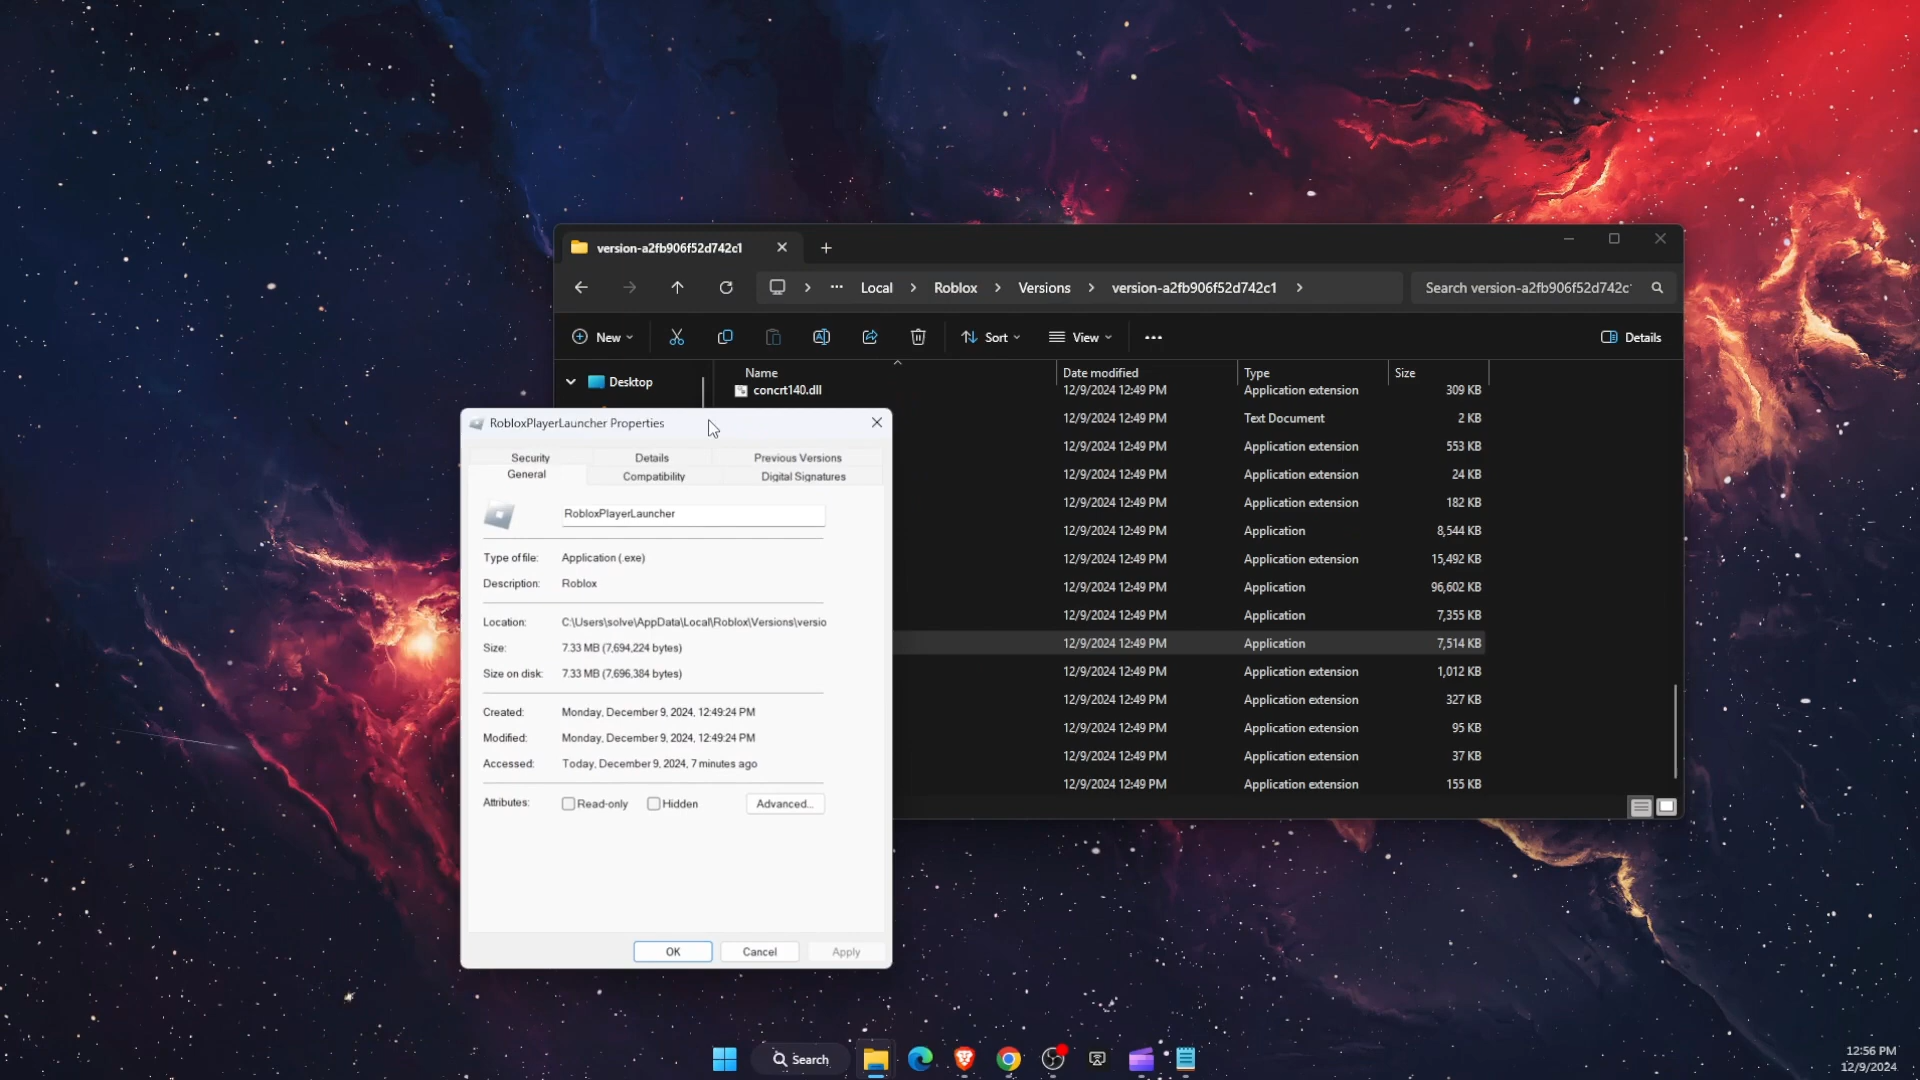 version-a2fb906f52d742c1
Local
Roblox
Versions
version-a2fb906f52d742c1
Search version-a2fb906f52d742c
New
Sort
View
Details
Desktop
Name
Date modified
Type
Size
concrt140.dll
12/9/2024 12:49 PM
Application extension
309 KB
12/9/2024 12:49 PM
Text Document
2 KB
12/9/2024 12:49 PM
Application extension
553 KB
12/9/2024 12:49 PM
Application extension
24 KB
12/9/2024 12:49 PM
Application extension
182 KB
12/9/2024 12:49 PM
Application
8,544 KB
12/9/2024 12:49 PM
Application extension
15,492 KB
12/9/2024 12:49 PM
Application
96,602 KB
12/9/2024 12:49 PM
Application
7,355 KB
12/9/2024 12:49 PM
Application
7,514 KB
12/9/2024 12:49 PM
Application extension
1,012 KB
12/9/2024 12:49 PM
Application extension
327 KB
12/9/2024 12:49 PM
Application extension
95 KB
12/9/2024 12:49 PM
Application extension
37 KB
12/9/2024 12:49 PM
Application extension
155 KB
RobloxPlayerLauncher Properties
Security
Details
Previous Versions
General
Compatibility
Digital Signatures
RobloxPlayerLauncher
Type of file:
Application (.exe)
Description:
Roblox
Location:
C:\Users\solve\AppData\Local\Roblox\Versions\versio
Size:
7.33 MB (7,694,224 bytes)
Size on disk:
7.33 MB (7,696,384 bytes)
Created:
Monday, December 9, 2024, 12:49:24 PM
Modified:
Monday, December 9, 2024, 12:49:24 PM
Accessed:
Today, December 9, 2024, 7 minutes ago
Attributes:
Read-only
Hidden
Advanced...
OK
Cancel
Apply
Search
12:56 PM
12/9/2024